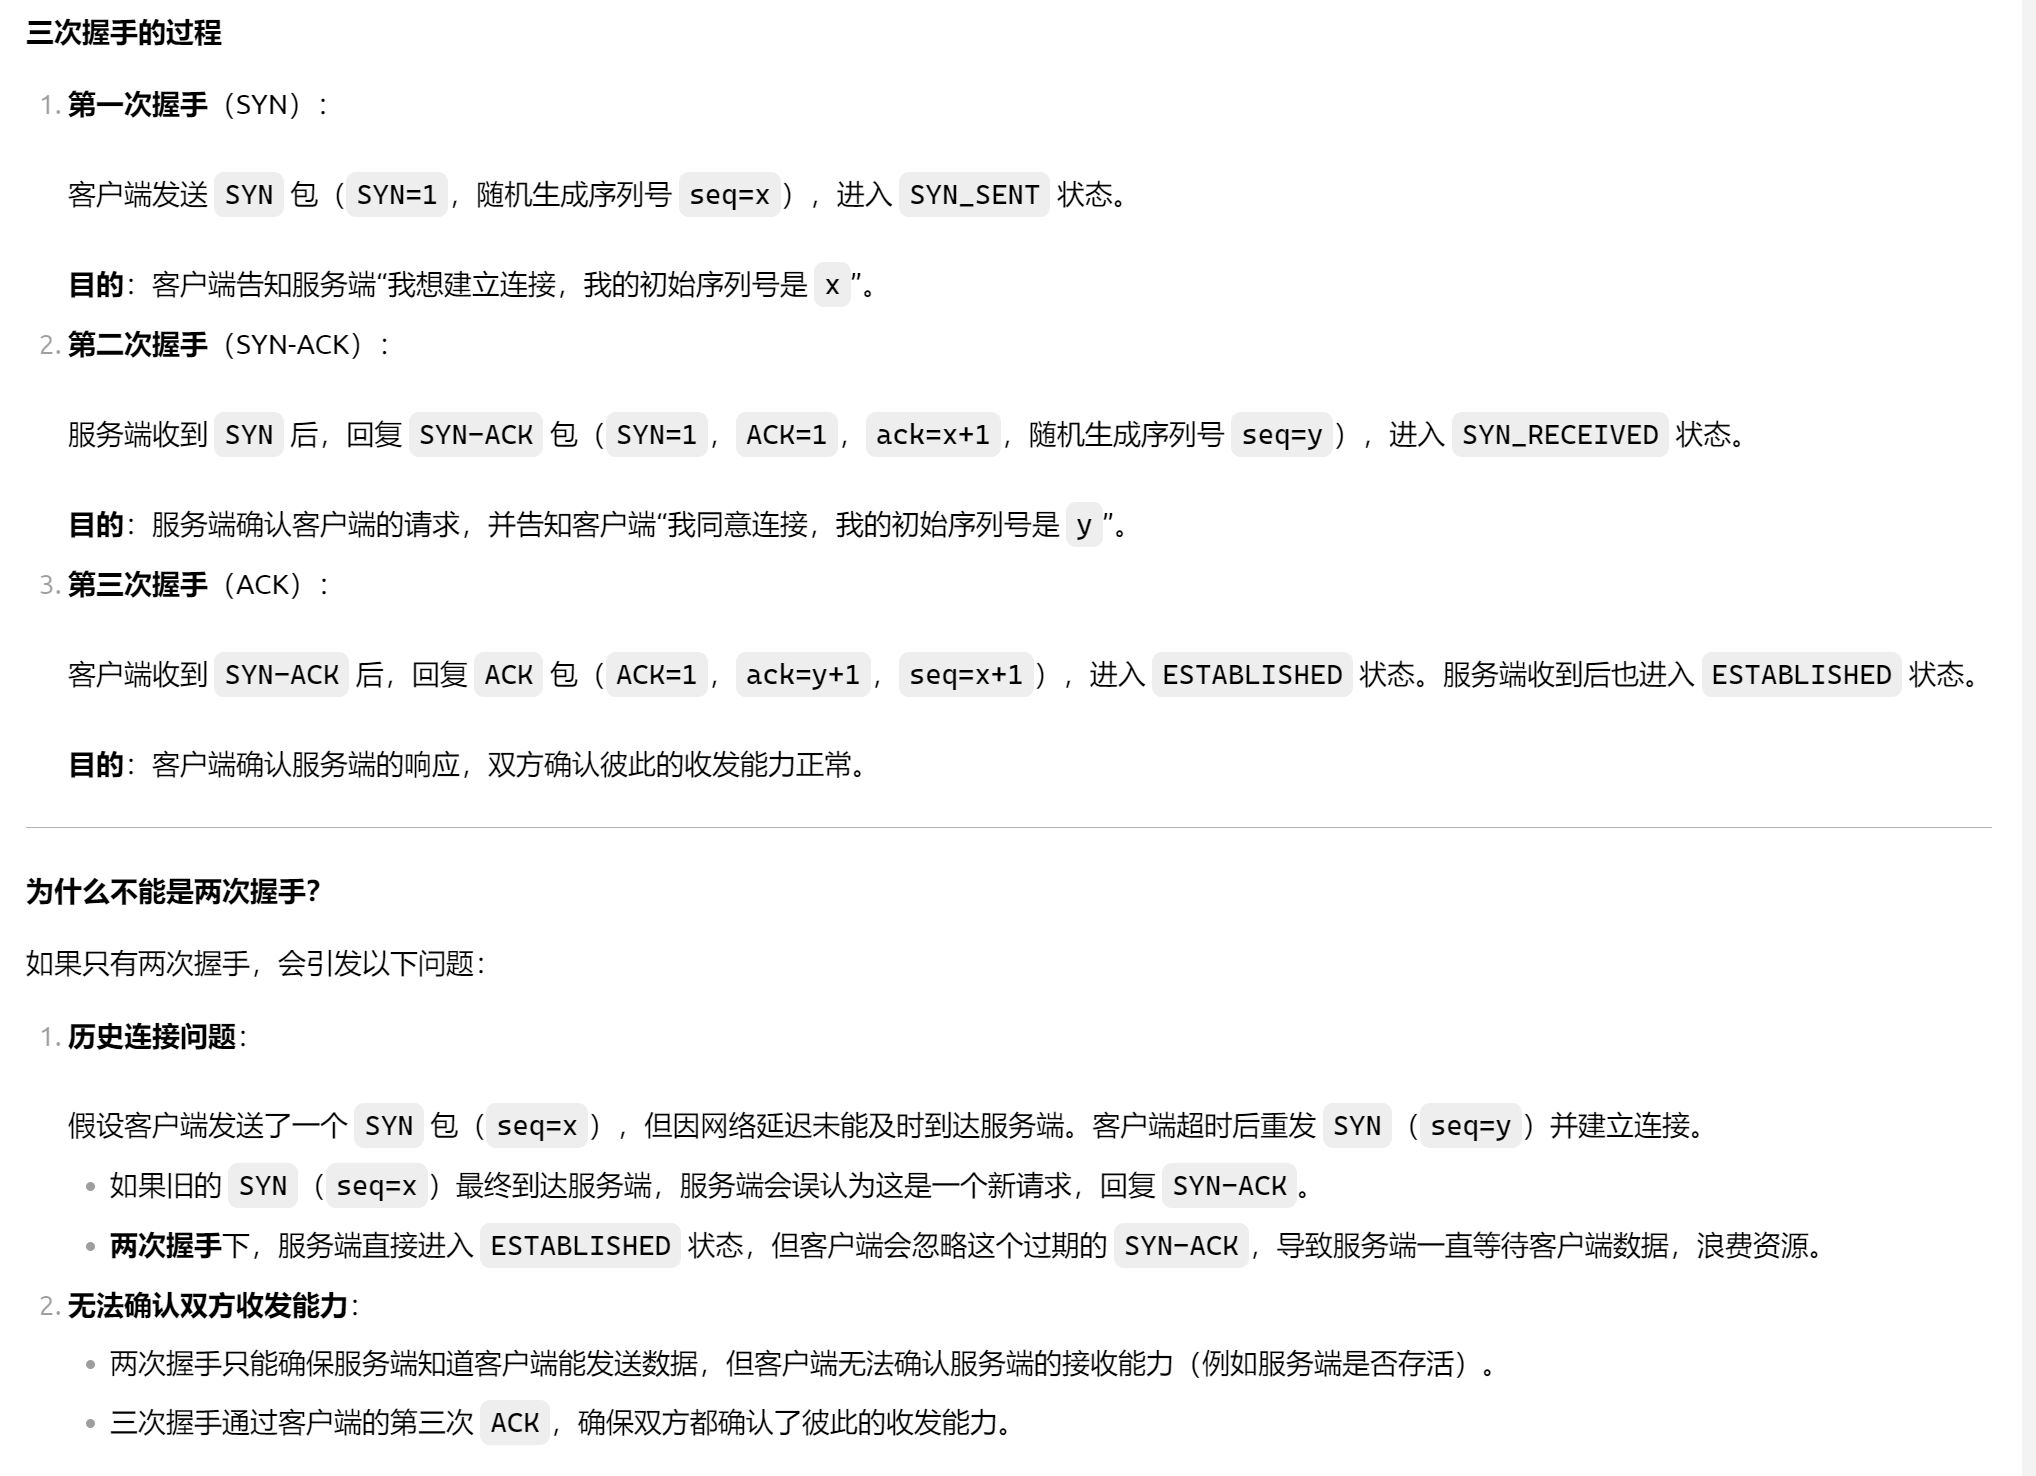 三次握手的过程
1. 第一次握手（SYN）：
客户端发送 SYN 包（SYN=1，随机生成序列号 seq=x），进入 SYN_SENT 状态。
目的：客户端告知服务端“我想建立连接，我的初始序列号是 x”。
2. 第二次握手（SYN-ACK）：
服务端收到 SYN 后，回复 SYN-ACK 包（SYN=1，ACK=1，ack=x+1，随机生成序列号 seq=y），进入 SYN_RECEIVED 状态。
目的：服务端确认客户端的请求，并告知客户端“我同意连接，我的初始序列号是 y”。
3. 第三次握手（ACK）：
客户端收到 SYN-ACK 后，回复 ACK 包（ACK=1，ack=y+1，seq=x+1），进入 ESTABLISHED 状态。服务端收到后也进入 ESTABLISHED 状态。
目的：客户端确认服务端的响应，双方确认彼此的收发能力正常。
为什么不能是两次握手？
如果只有两次握手，会引发以下问题：
1. 历史连接问题：
假设客户端发送了一个 SYN 包（seq=x），但因网络延迟未能及时到达服务端。客户端超时后重发 SYN（seq=y）并建立连接。
• 如果旧的 SYN（seq=x）最终到达服务端，服务端会误认为这是一个新请求，回复 SYN-ACK。
• 两次握手下，服务端直接进入 ESTABLISHED 状态，但客户端会忽略这个过期的 SYN-ACK，导致服务端一直等待客户端数据，浪费资源。
2. 无法确认双方收发能力：
• 两次握手只能确保服务端知道客户端能发送数据，但客户端无法确认服务端的接收能力（例如服务端是否存活）。
• 三次握手通过客户端的第三次 ACK，确保双方都确认了彼此的收发能力。